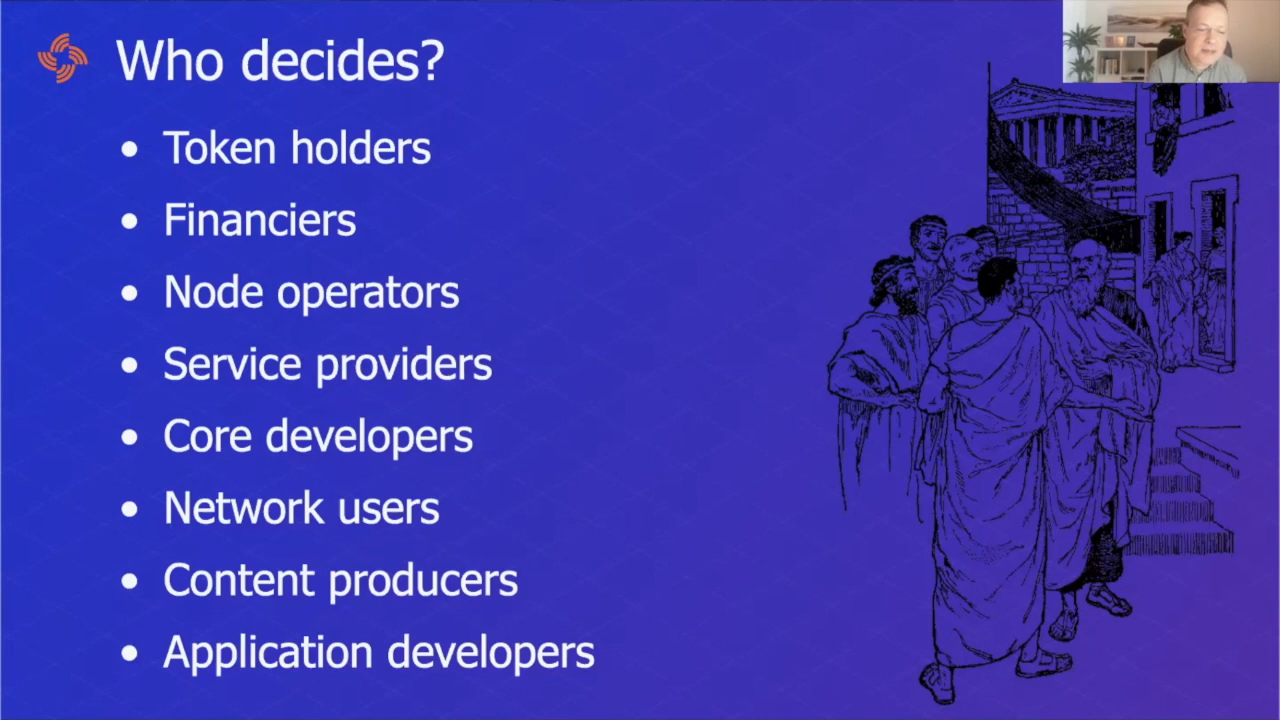 Who decides?
Token holders
Financiers
Node operators
Service providers
Core developers
Network users
Content producers
Application developers